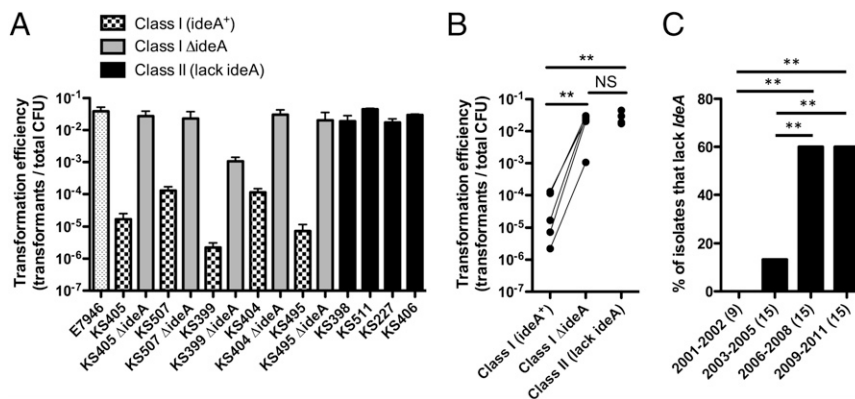 A
Class I (ideA⁺)
Class I ΔideA
Class II (lack ideA)
Transformation efficiency
(transformants / total CFU)
10⁻¹
10⁻²
10⁻³
10⁻⁴
10⁻⁵
10⁻⁶
10⁻⁷
E7946
KS405
KS405 ΔideA
KS507
KS507 ΔideA
KS399
KS399 ΔideA
KS404
KS404 ΔideA
KS495
KS495 ΔideA
KS398
KS511
KS227
KS406
B
**
**
NS
Transformation efficiency
(transformants / total CFU)
10⁻¹
10⁻²
10⁻³
10⁻⁴
10⁻⁵
10⁻⁶
10⁻⁷
Class I (ideA⁺)
Class I ΔideA
Class II (lack ideA)
C
**
**
**
**
% of isolates that lack IdeA
80
60
40
20
0
2001-2002 (9)
2003-2005 (15)
2006-2008 (15)
2009-2011 (15)